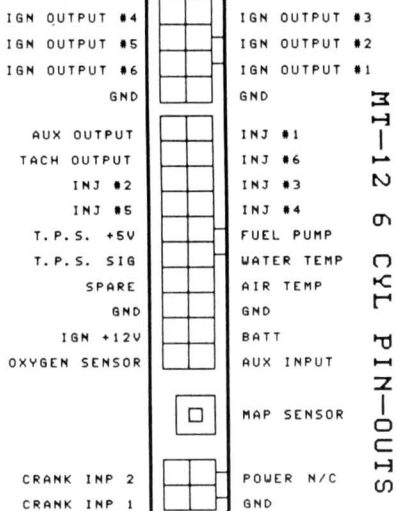 IGN OUTPUT #4 IGN OUTPUT #3
IGN OUTPUT #5 IGN OUTPUT #2
IGN OUTPUT #6 IGN OUTPUT #1
GND GND
AUX OUTPUT INJ #1
TACH OUTPUT INJ #6
INJ #2 INJ #3
INJ #5 INJ #4
T.P.S. +5V FUEL PUMP
T.P.S. SIG WATER TEMP
SPARE AIR TEMP
GND GND
IGN +12V BATT
OXYGEN SENSOR AUX INPUT
MAP SENSOR
CRANK INP 2 POWER N/C
CRANK INP 1 GND
MT-12 6 CYL PIN-OUTS